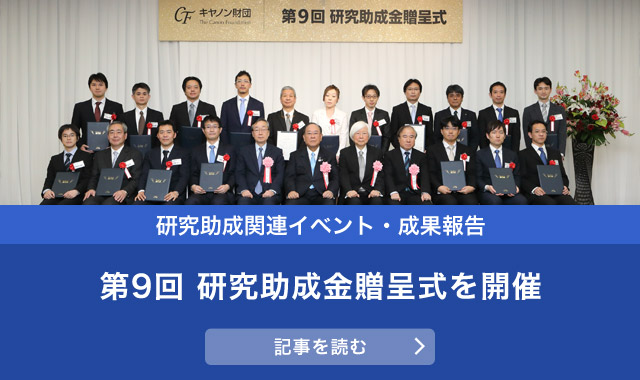 キヤノン財団
The Canon Foundation
第9回 研究助成金贈呈式
研究助成関連イベント・成果報告
第9回 研究助成金贈呈式を開催
記事を読む